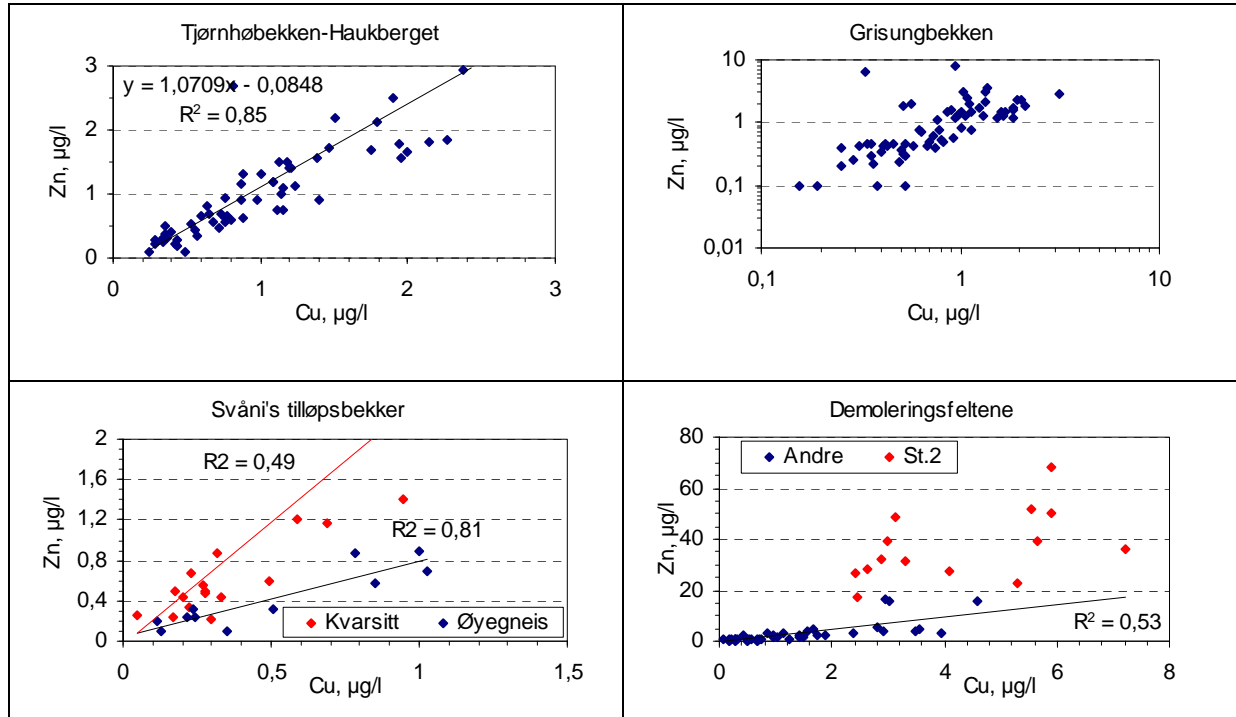 Tjørnhøbekken-Haukberget
y = 1,0709x - 0,0848
R² = 0,85
Zn, µg/l
3
2
1
0
0 1 2 3
Cu, µg/l
Grisungbekken
Zn, µg/l
10
1
0,1
0,01
0,1 1 10
Cu, µg/l
Svåni's tilløpsbekker
R2 = 0,49
R2 = 0,81
Zn, µg/l
2
1,6
1,2
0,8
0,4
0
Kvarsitt Øyegneis
0 0,5 1 1,5
Cu, µg/l
Demoleringsfeltene
Andre St.2
Zn, µg/l
80
60
40
20
0
R² = 0,53
0 2 4 6 8
Cu, µg/l